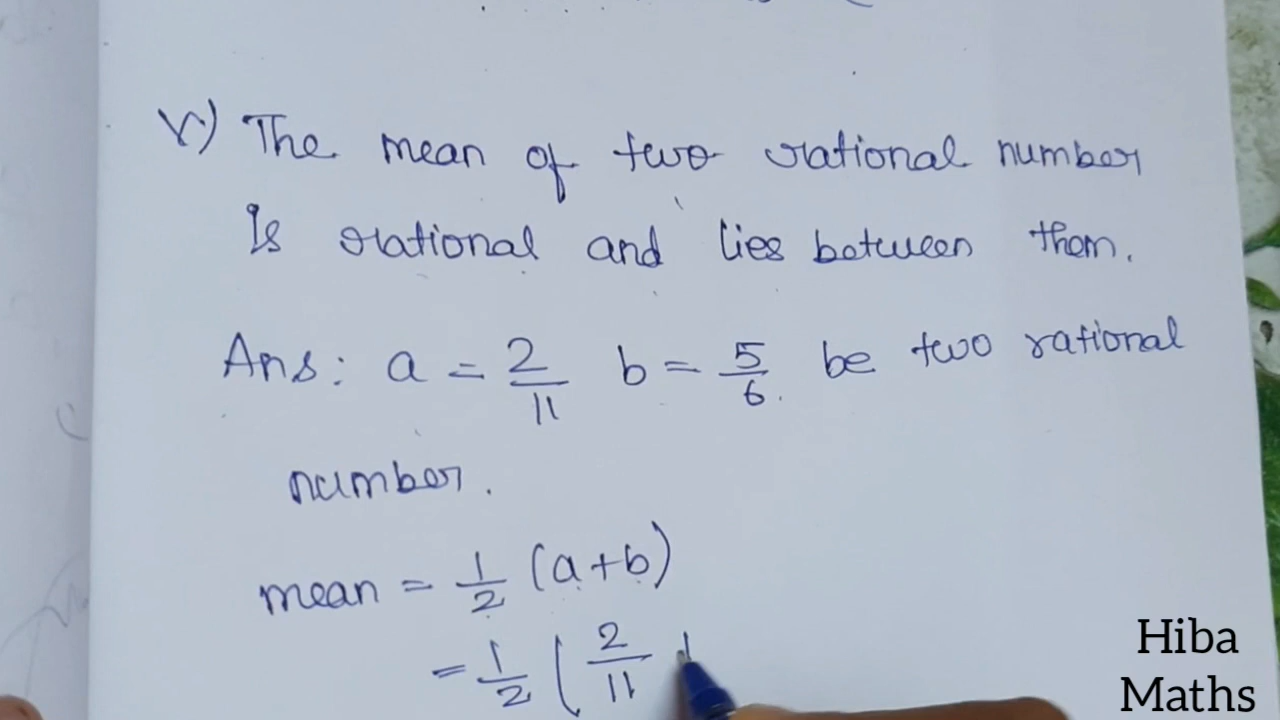 v) The mean of two rational number
Is rational and lies between them.
Ans: a = 2/11 b = 5/6. be two rational
number.
mean = 1/2 (a+b)
= 1/2 ( 2/11 +
Hiba
Maths